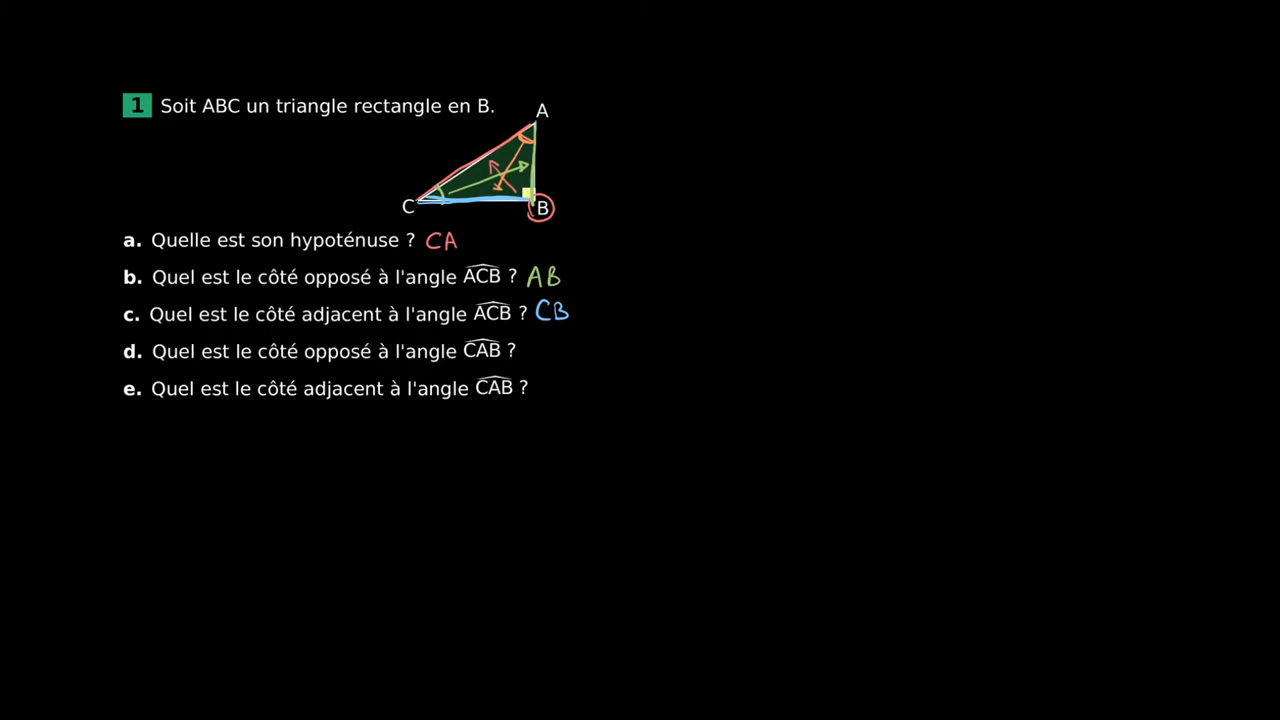 1 Soit ABC un triangle rectangle en B.
A
C
B
a. Quelle est son hypoténuse ? CA
b. Quel est le côté opposé à l'angle ACB ? AB
c. Quel est le côté adjacent à l'angle ACB ? CB
d. Quel est le côté opposé à l'angle CAB ?
e. Quel est le côté adjacent à l'angle CAB ?